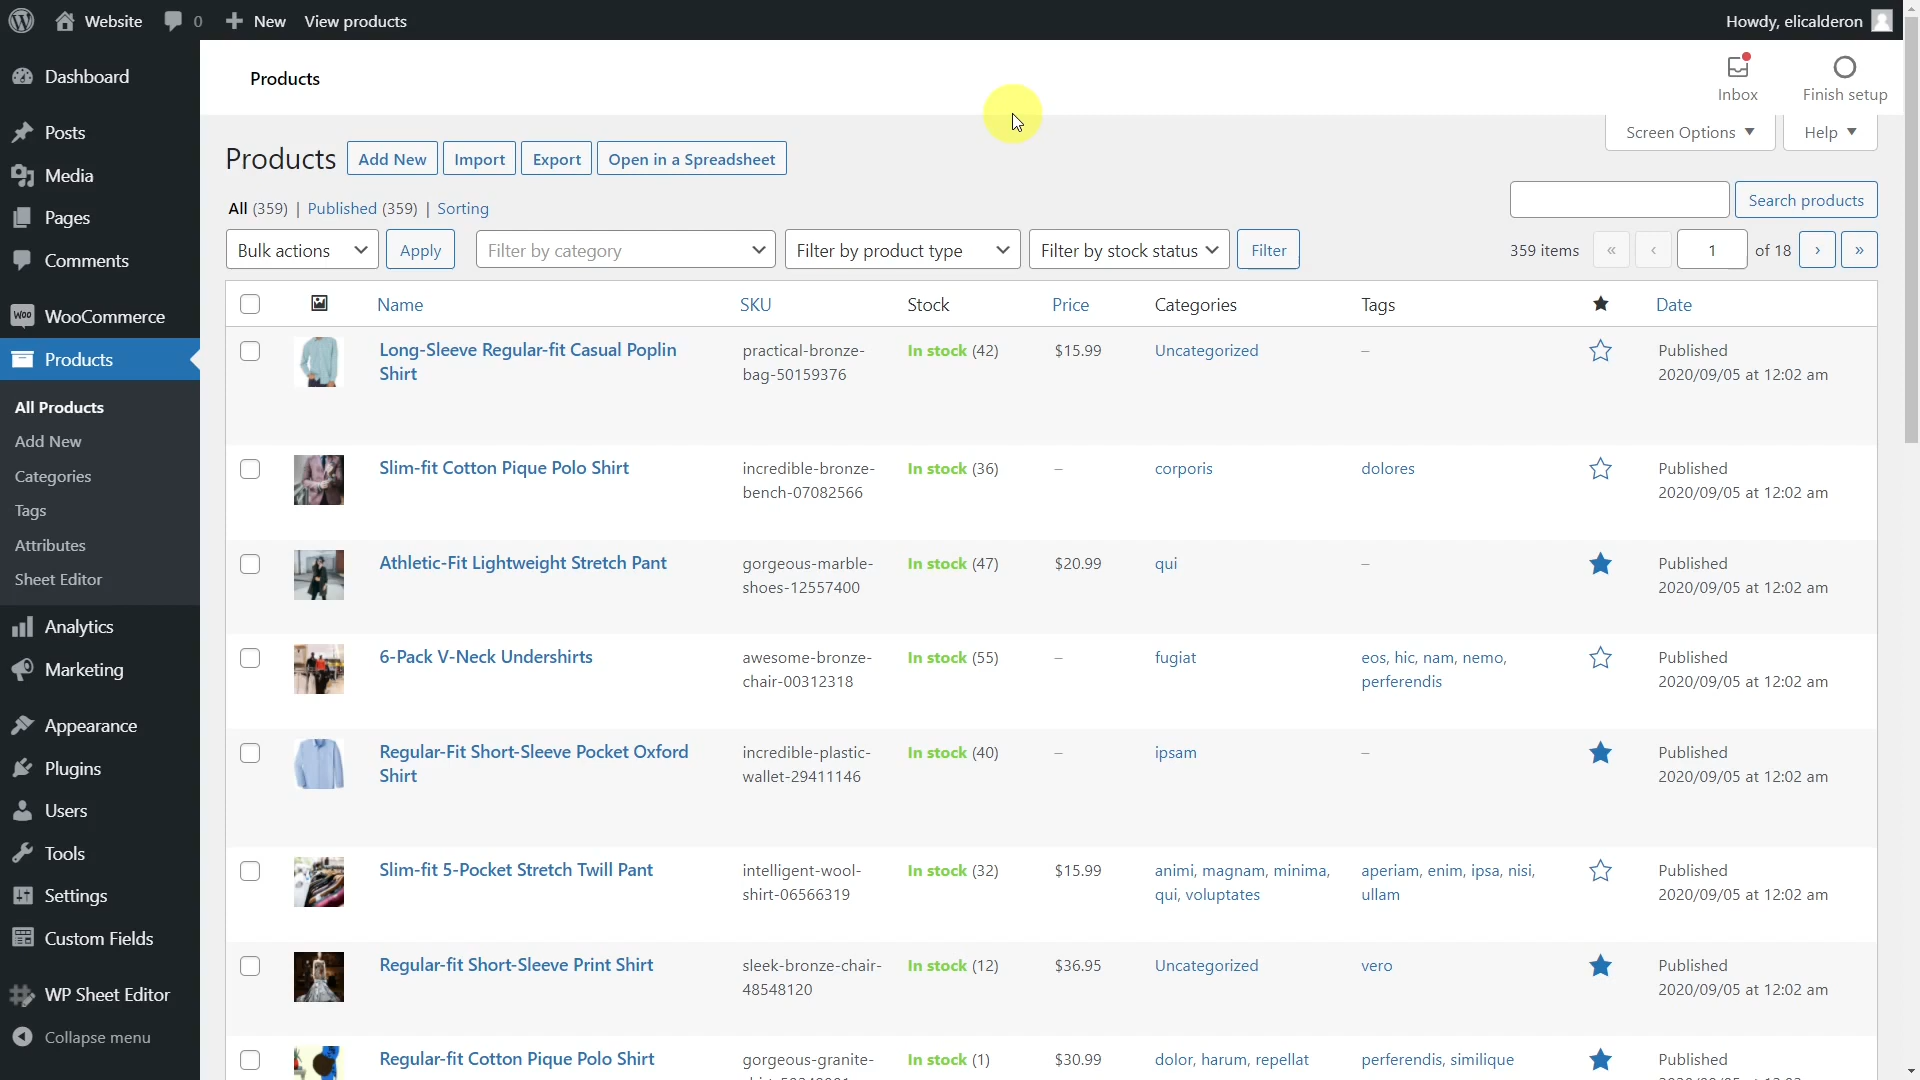 Website 0 New View products Howdy, elicalderon
Dashboard
Posts
Media
Pages
Comments
WooCommerce
Products
All Products
Add New
Categories
Tags
Attributes
Sheet Editor
Analytics
Marketing
Appearance
Plugins
Users
Tools
Settings
Custom Fields
WP Sheet Editor
Collapse menu
Products
Inbox
Finish setup
Screen Options
Help
Products Add New Import Export Open in a Spreadsheet
All (359) | Published (359) | Sorting
Search products
Bulk actions Apply Filter by category Filter by product type Filter by stock status Filter 359 items « ‹ 1 of 18 › »
Name SKU Stock Price Categories Tags Date
Long-Sleeve Regular-fit Casual Poplin practical-bronze- In stock (42) $15.99 Uncategorized – Published
Shirt bag-50159376 2020/09/05 at 12:02 am
Slim-fit Cotton Pique Polo Shirt incredible-bronze- In stock (36) – corporis dolores Published
bench-07082566 2020/09/05 at 12:02 am
Athletic-Fit Lightweight Stretch Pant gorgeous-marble- In stock (47) $20.99 qui – Published
shoes-12557400 2020/09/05 at 12:02 am
6-Pack V-Neck Undershirts awesome-bronze- In stock (55) – fugiat eos, hic, nam, nemo, Published
chair-00312318 perferendis 2020/09/05 at 12:02 am
Regular-Fit Short-Sleeve Pocket Oxford incredible-plastic- In stock (40) – ipsam – Published
Shirt wallet-29411146 2020/09/05 at 12:02 am
Slim-fit 5-Pocket Stretch Twill Pant intelligent-wool- In stock (32) $15.99 animi, magnam, minima, aperiam, enim, ipsa, nisi, Published
shirt-06566319 qui, voluptates ullam 2020/09/05 at 12:02 am
Regular-fit Short-Sleeve Print Shirt sleek-bronze-chair- In stock (12) $36.95 Uncategorized vero Published
48548120 2020/09/05 at 12:02 am
Regular-fit Cotton Pique Polo Shirt gorgeous-granite- In stock (1) $30.99 dolor, harum, repellat perferendis, similique Published